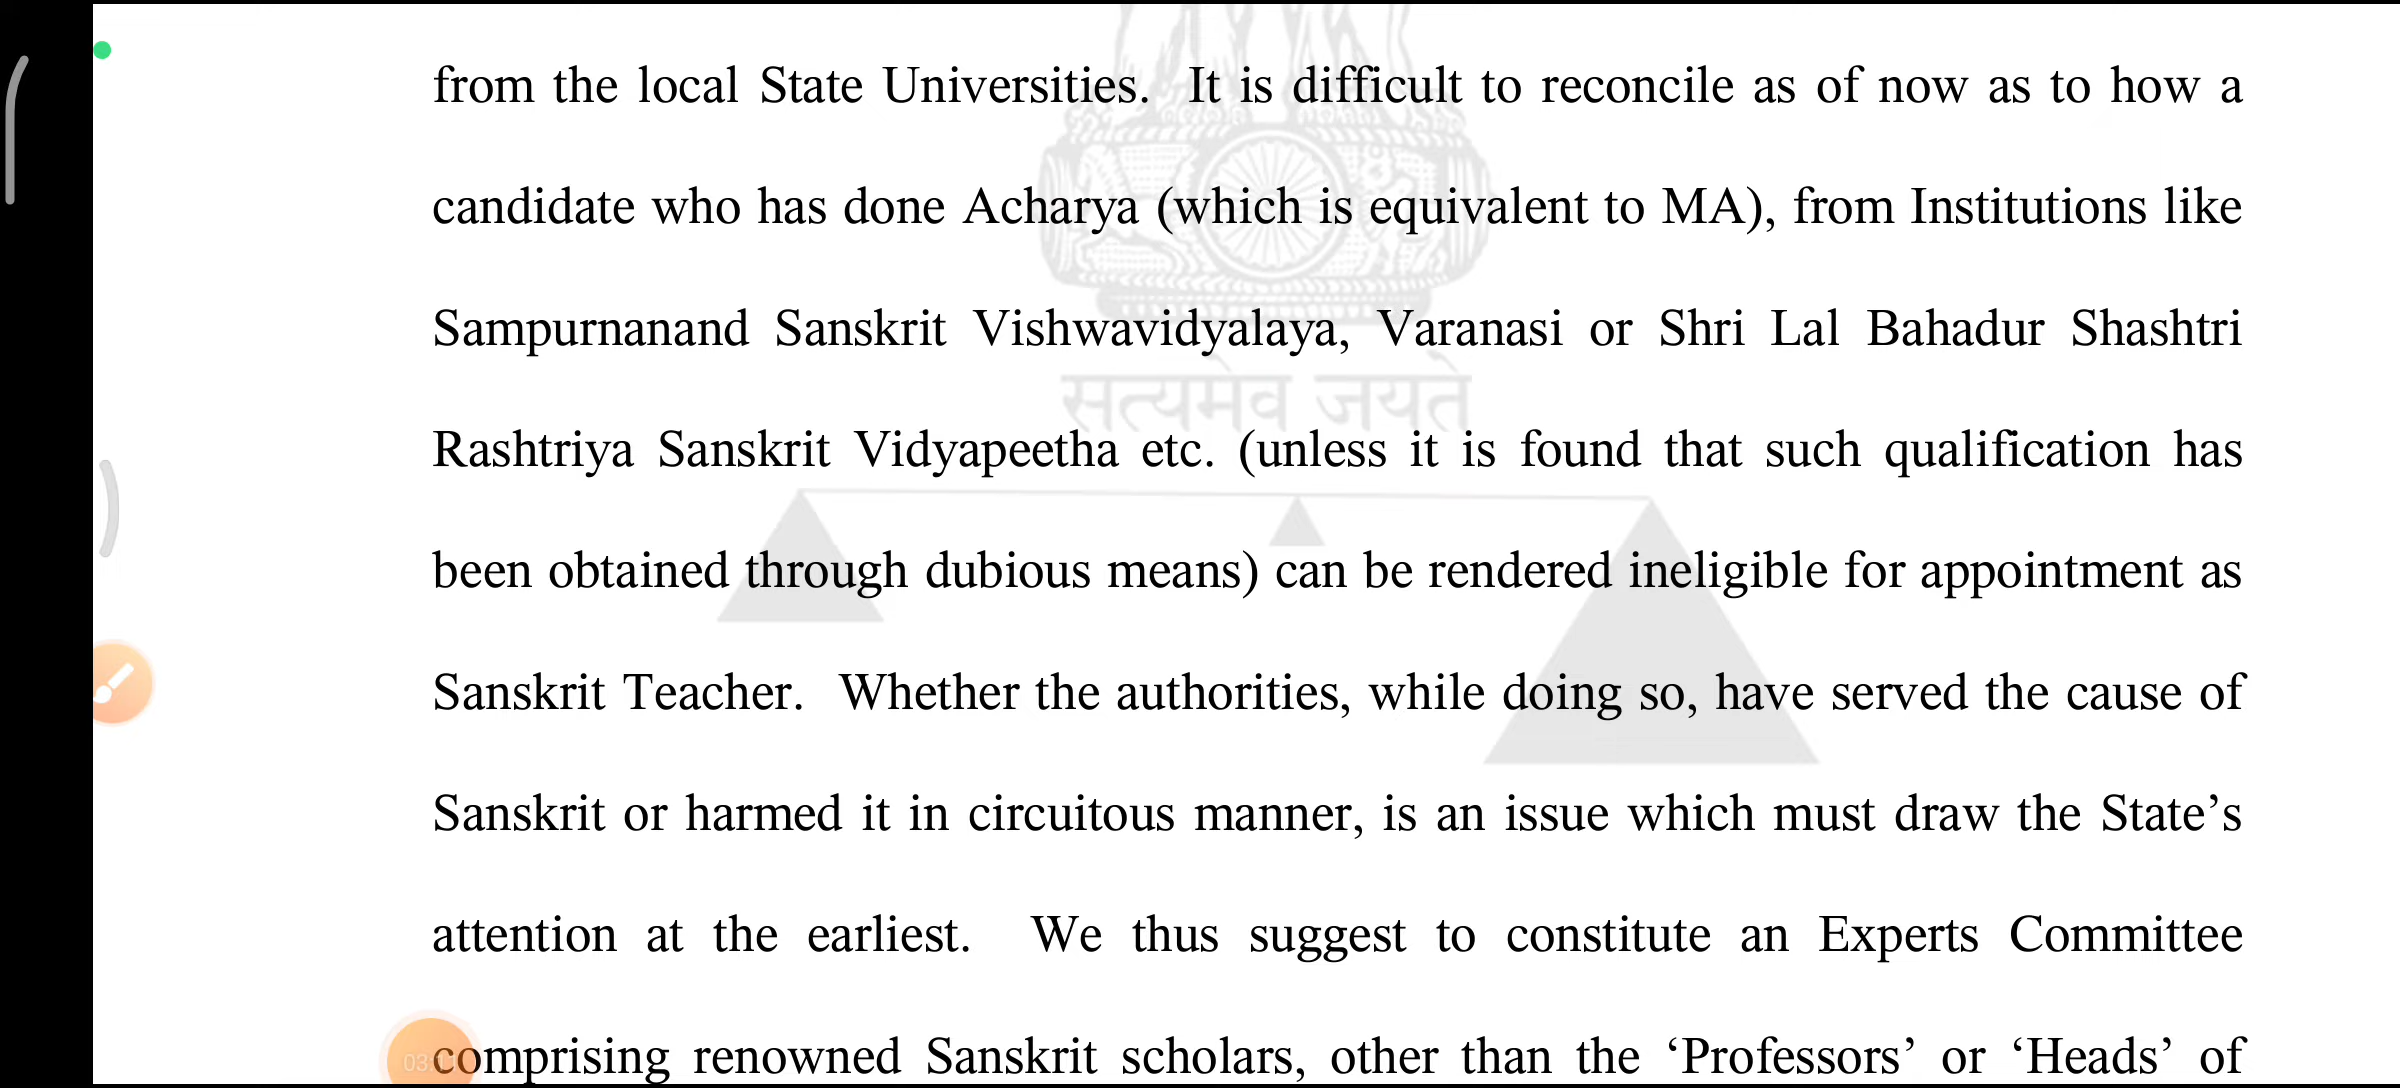 from the local State Universities. It is difficult to reconcile as of now as to how a
candidate who has done Acharya (which is equivalent to MA), from Institutions like
Sampurnanand Sanskrit Vishwavidyalaya, Varanasi or Shri Lal Bahadur Shashtri
सत्यमेव जयते
Rashtriya Sanskrit Vidyapeetha etc. (unless it is found that such qualification has
been obtained through dubious means) can be rendered ineligible for appointment as
Sanskrit Teacher. Whether the authorities, while doing so, have served the cause of
Sanskrit or harmed it in circuitous manner, is an issue which must draw the State’s
attention at the earliest. We thus suggest to constitute an Experts Committee
comprising renowned Sanskrit scholars, other than the ‘Professors’ or ‘Heads’ of